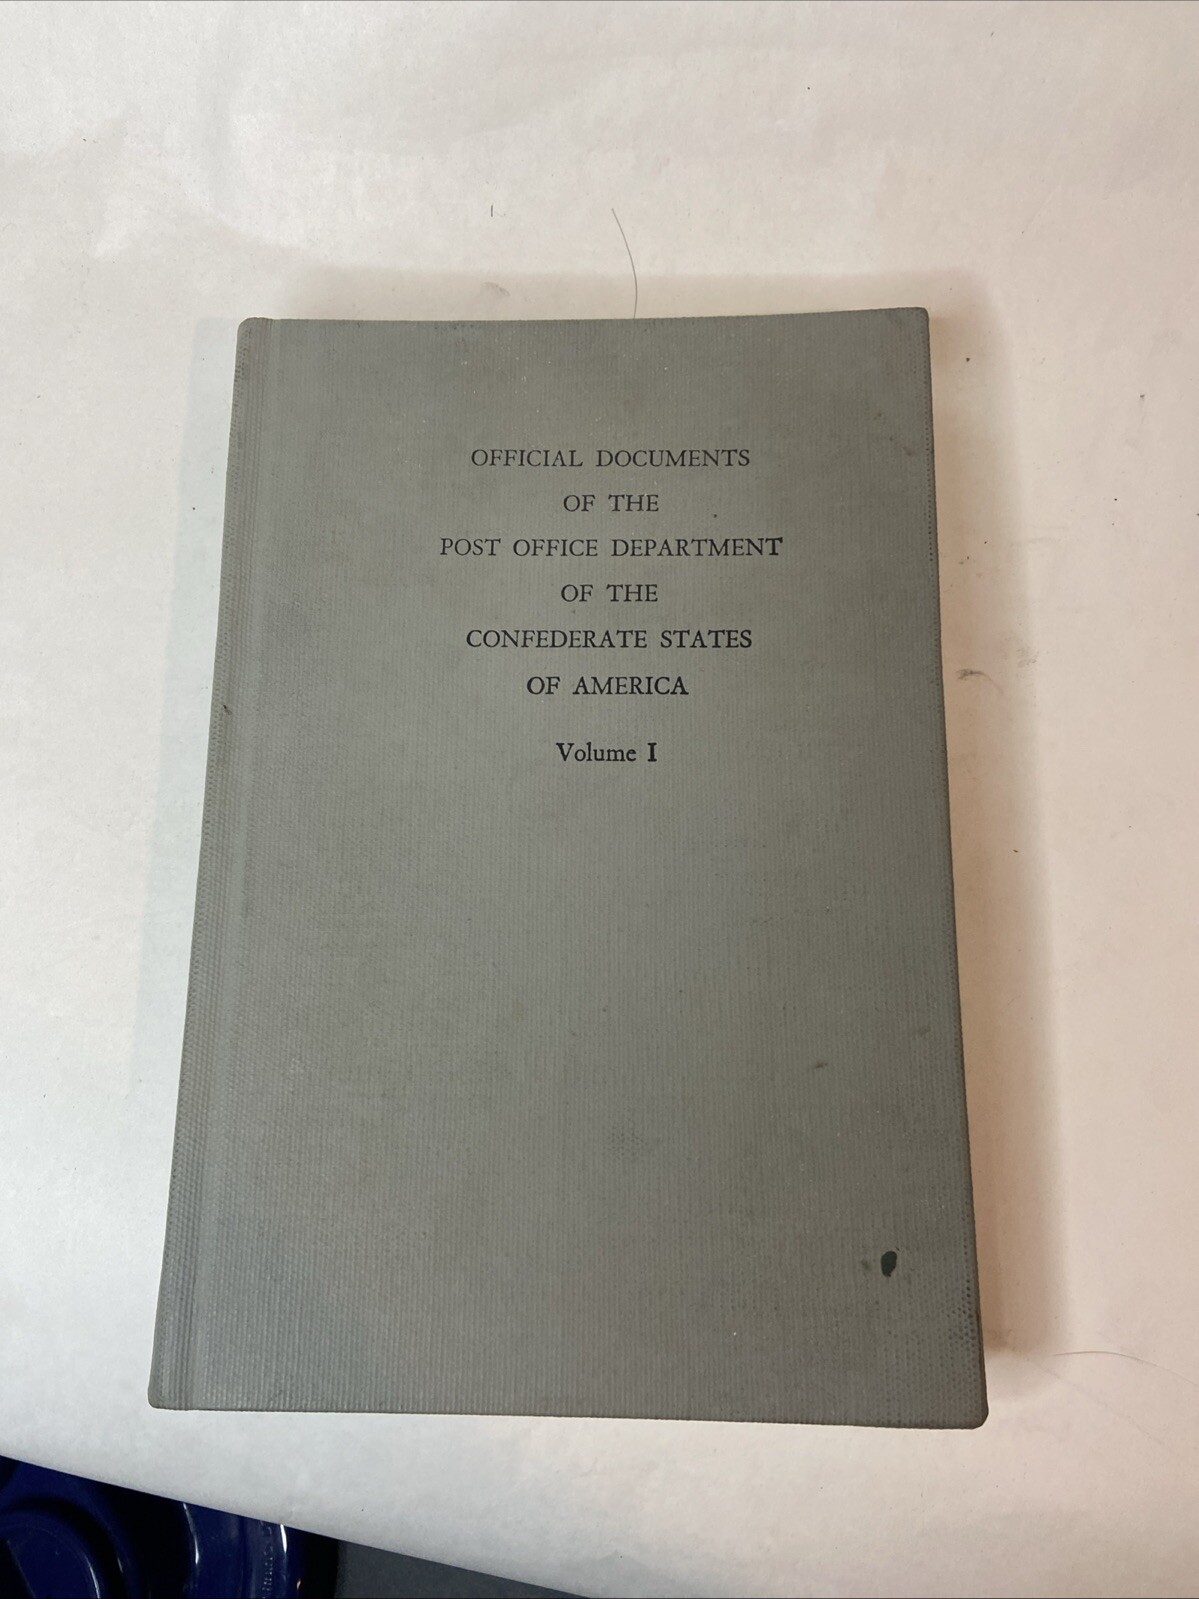 OFFICIAL DOCUMENTS
OF THE
POST OFFICE DEPARTMENT
OF THE
CONFEDERATE STATES
OF AMERICA
Volume I